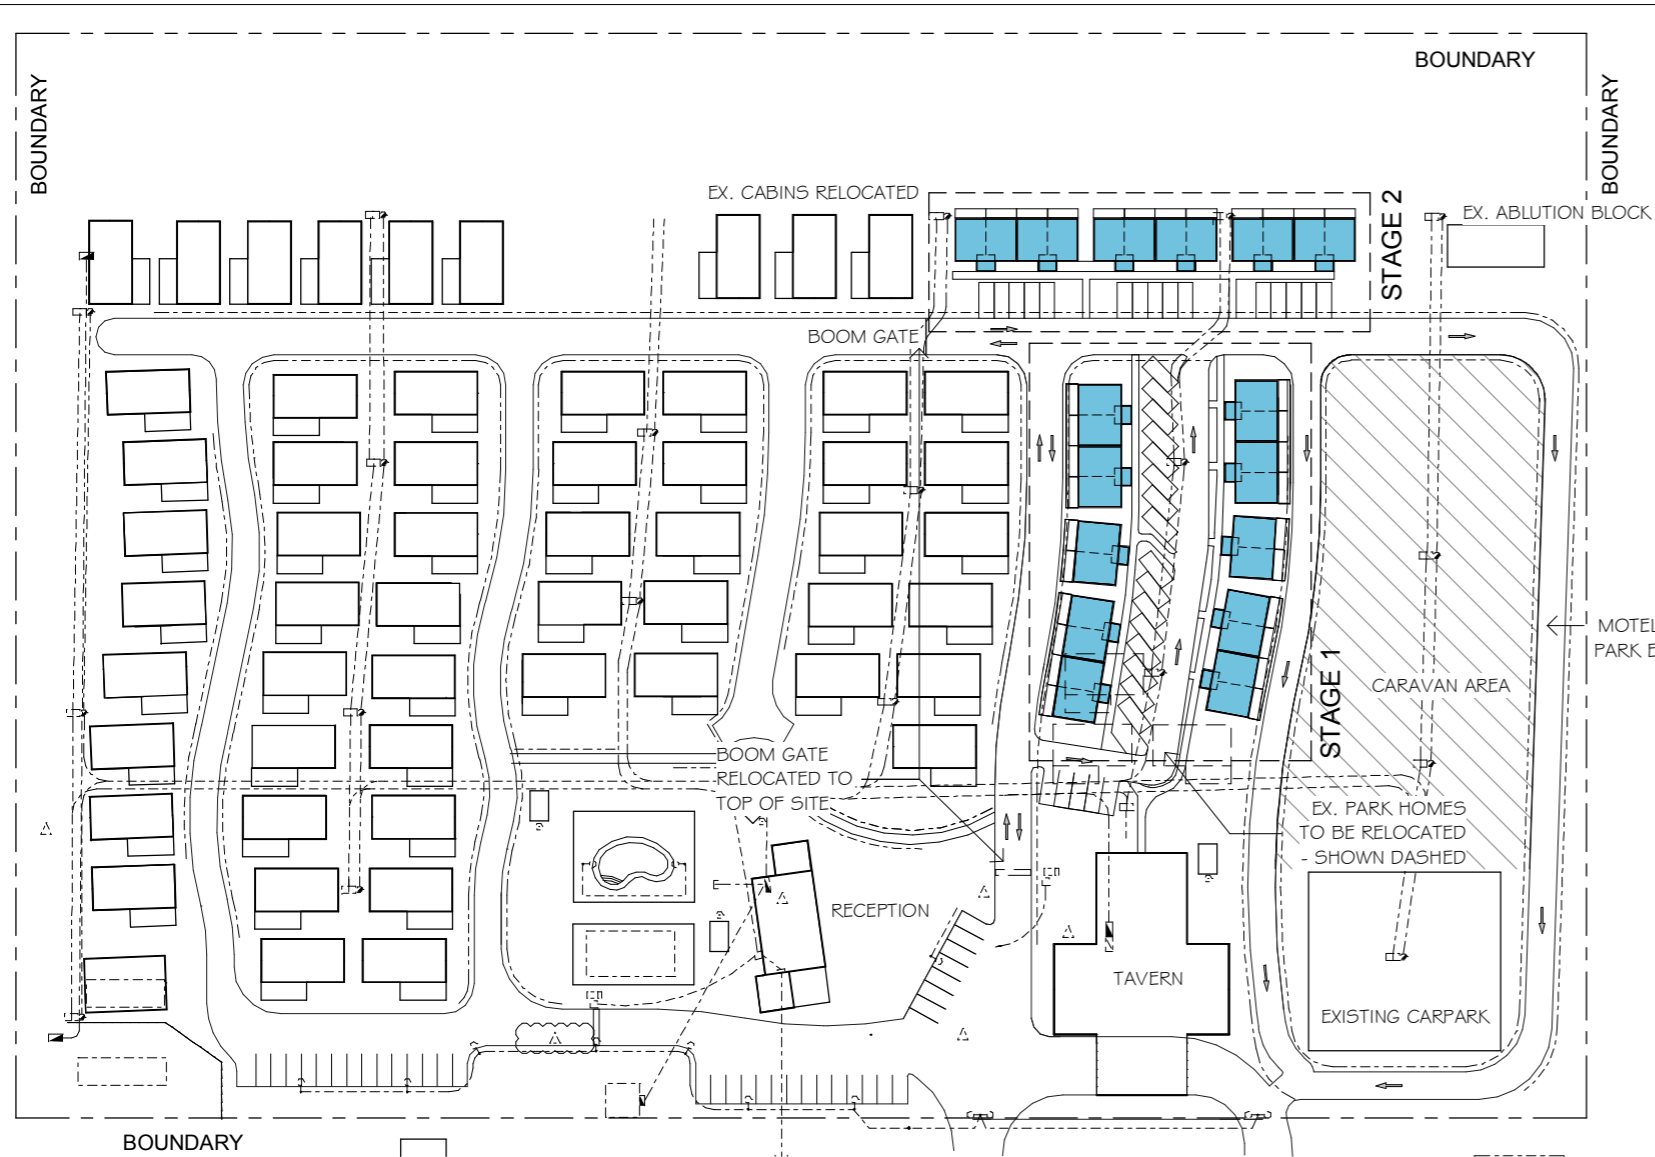 BOUNDARY
BOUNDARY
BOUNDARY
EX. CABINS RELOCATED
STAGE 2
EX. ABLUTION BLOCK
BOOM GATE
MOTEL
PARK E
CARAVAN AREA
STAGE 1
BOOM GATE
RELOCATED TO
TOP OF SITE
EX. PARK HOMES
TO BE RELOCATED
- SHOWN DASHED
RECEPTION
TAVERN
EXISTING CARPARK
BOUNDARY